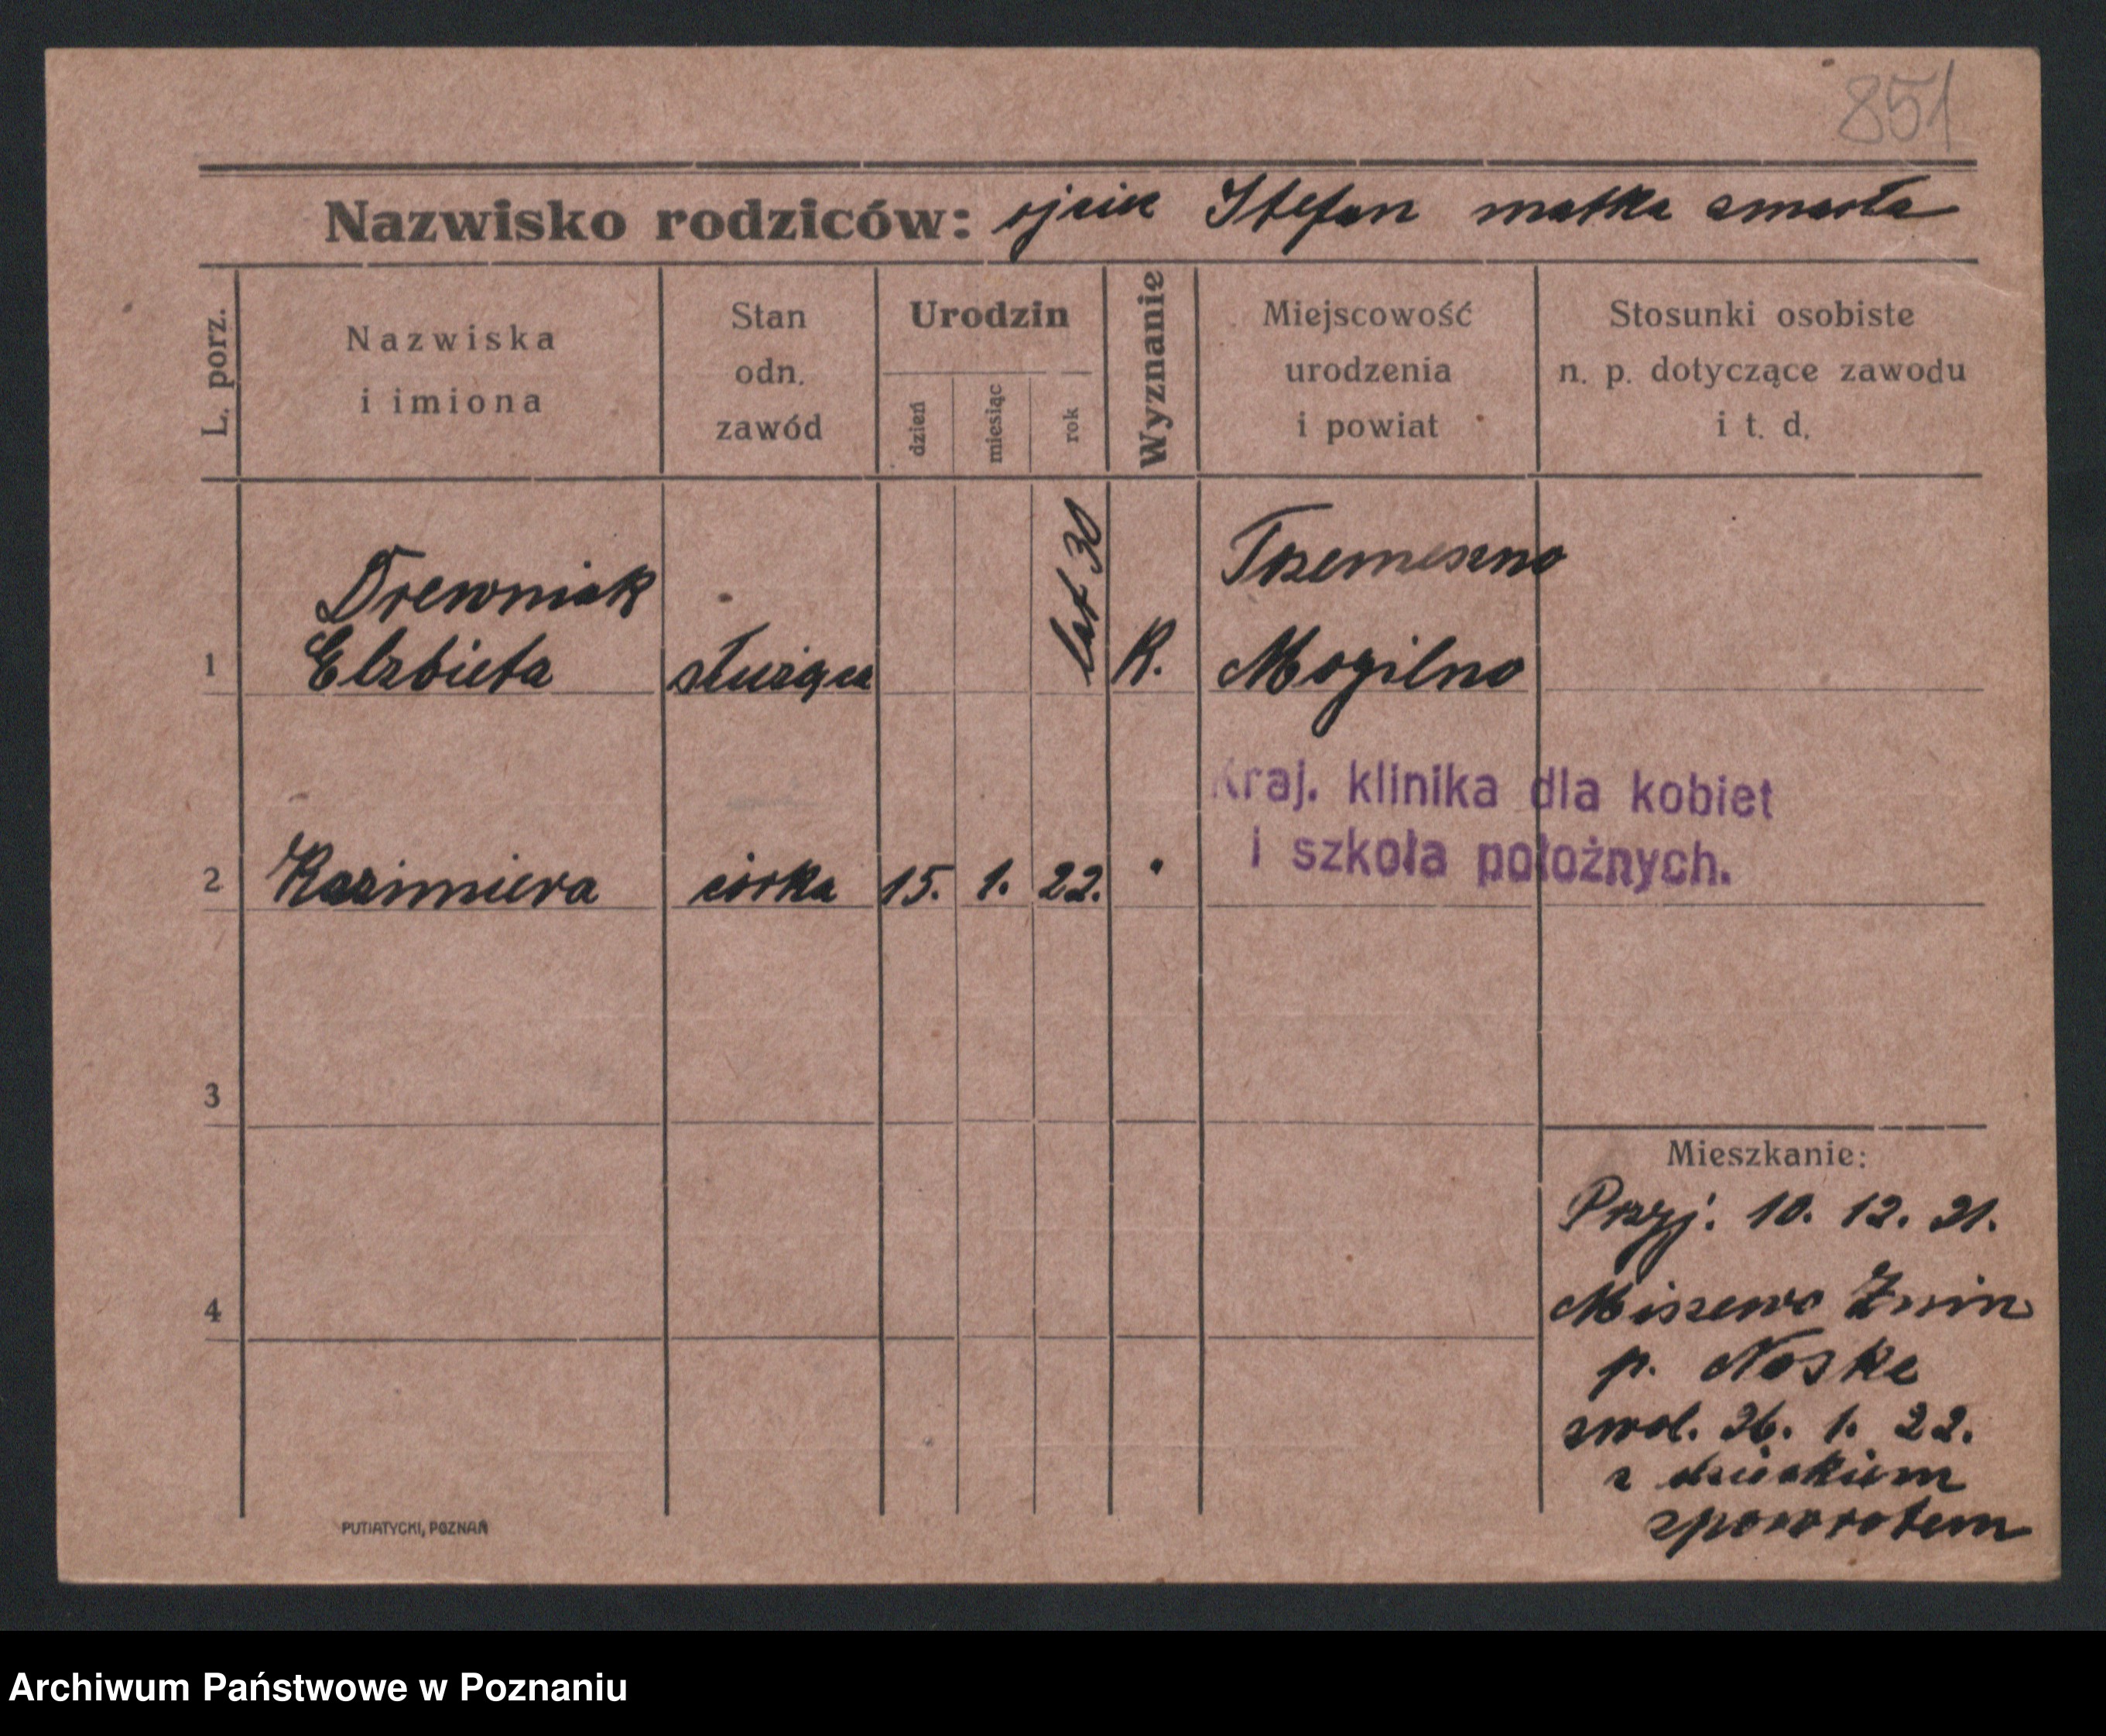 851
Nazwisko rodziców: ojciec Stefan matka zmarła
L. porz.
Nazwiska
i imiona
Stan
odn.
zawód
Urodzin
dzień
miesiąc
rok
Wyznanie
Miejscowość
urodzenia
i powiat
Stosunki osobiste
n. p. dotyczące zawodu
i t. d.
1
Drewniak
Elzbieta
służąca
lat 30
K.
Trzemeszno
Mogilno
Kraj. klinika dla kobiet
i szkoła położnych.
2
Kazimiera
córka
15.
1.
22.
"
3
4
Mieszkanie:
Przyj. 10. 12. 21.
Miszewo Żnin
p. Noske
zwol. 26. 1. 22.
z dzieckiem
zpowrotem
PUTIATYCKI, POZNAŃ
Archiwum Państwowe w Poznaniu